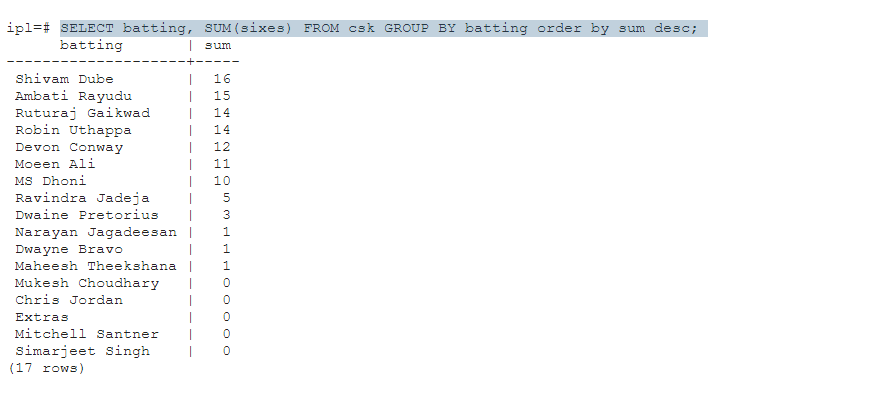 ipl=# SELECT batting, SUM(sixes) FROM csk GROUP BY batting order by sum desc;
batting | sum
--------------------+-----
Shivam Dube | 16
Ambati Rayudu | 15
Ruturaj Gaikwad | 14
Robin Uthappa | 14
Devon Conway | 12
Moeen Ali | 11
MS Dhoni | 10
Ravindra Jadeja | 5
Dwaine Pretorius | 3
Narayan Jagadeesan | 1
Dwayne Bravo | 1
Maheesh Theekshana | 1
Mukesh Choudhary | 0
Chris Jordan | 0
Extras | 0
Mitchell Santner | 0
Simarjeet Singh | 0
(17 rows)